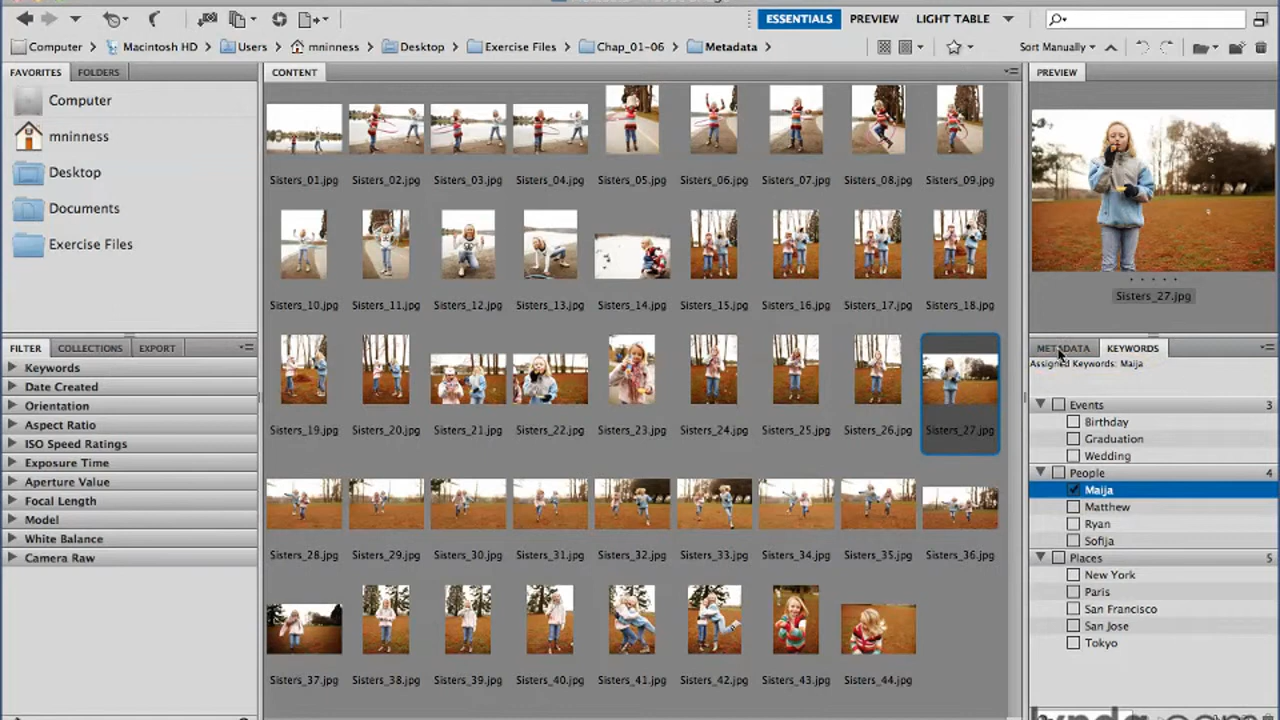 ESSENTIALS PREVIEW LIGHT TABLE
Computer Macintosh HD Users mninness Desktop Exercise Files Chap_01-06 Metadata Sort Manually
FAVORITES FOLDERS
Computer
mninness
Desktop
Documents
Exercise Files
FILTER COLLECTIONS EXPORT
Keywords
Date Created
Orientation
Aspect Ratio
ISO Speed Ratings
Exposure Time
Aperture Value
Focal Length
Model
White Balance
Camera Raw
CONTENT
Sisters_01.jpg Sisters_02.jpg Sisters_03.jpg Sisters_04.jpg Sisters_05.jpg Sisters_06.jpg Sisters_07.jpg Sisters_08.jpg Sisters_09.jpg
Sisters_10.jpg Sisters_11.jpg Sisters_12.jpg Sisters_13.jpg Sisters_14.jpg Sisters_15.jpg Sisters_16.jpg Sisters_17.jpg Sisters_18.jpg
Sisters_19.jpg Sisters_20.jpg Sisters_21.jpg Sisters_22.jpg Sisters_23.jpg Sisters_24.jpg Sisters_25.jpg Sisters_26.jpg Sisters_27.jpg
Sisters_28.jpg Sisters_29.jpg Sisters_30.jpg Sisters_31.jpg Sisters_32.jpg Sisters_33.jpg Sisters_34.jpg Sisters_35.jpg Sisters_36.jpg
Sisters_37.jpg Sisters_38.jpg Sisters_39.jpg Sisters_40.jpg Sisters_41.jpg Sisters_42.jpg Sisters_43.jpg Sisters_44.jpg
PREVIEW
Sisters_27.jpg
METADATA KEYWORDS
Assigned Keywords: Maija
Events 3
Birthday
Graduation
Wedding
People 4
Maija
Matthew
Ryan
Sofija
Places 5
New York
Paris
San Francisco
San Jose
Tokyo